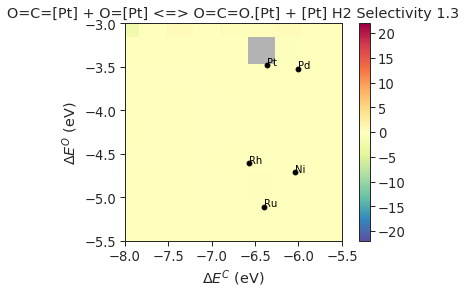 O=C=[Pt] + O=[Pt] <=> O=C=O.[Pt] + [Pt] H2 Selectivity 1.3
−3.0
−3.5
−4.0
−4.5
−5.0
−5.5
ΔE^O (eV)
Pt
Pd
Rh
Ni
Ru
−8.0 −7.5 −7.0 −6.5 −6.0 −5.5
ΔE^C (eV)
20
15
10
5
0
−5
−10
−15
−20